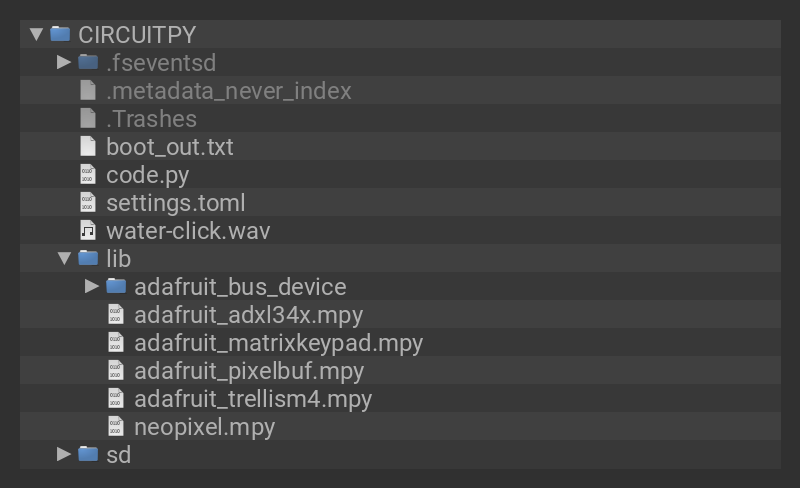 CIRCUITPY
.fseventsd
.metadata_never_index
.Trashes
boot_out.txt
code.py
settings.toml
water-click.wav
lib
adafruit_bus_device
adafruit_adxl34x.mpy
adafruit_matrixkeypad.mpy
adafruit_pixelbuf.mpy
adafruit_trellism4.mpy
neopixel.mpy
sd